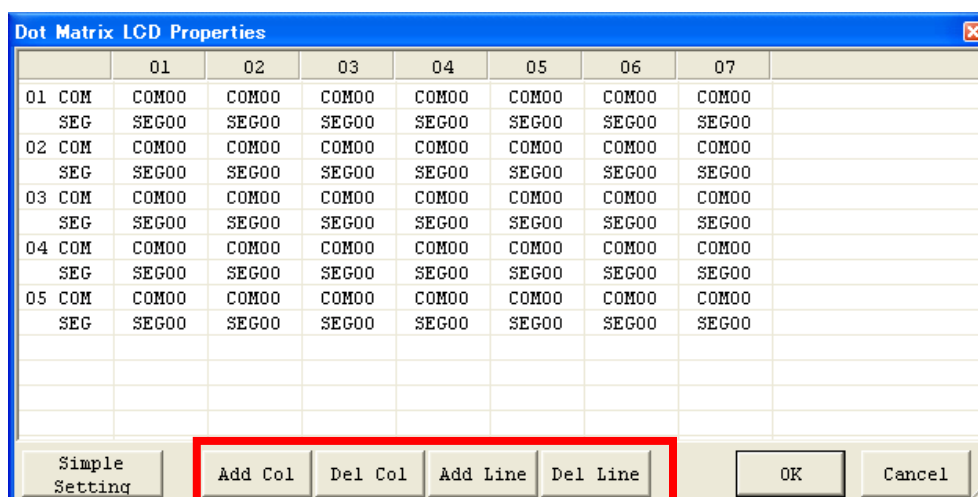 Dot Matrix LCD Properties
01 02 03 04 05 06 07
01 COM COM00 COM00 COM00 COM00 COM00 COM00 COM00
SEG SEG00 SEG00 SEG00 SEG00 SEG00 SEG00 SEG00
02 COM COM00 COM00 COM00 COM00 COM00 COM00 COM00
SEG SEG00 SEG00 SEG00 SEG00 SEG00 SEG00 SEG00
03 COM COM00 COM00 COM00 COM00 COM00 COM00 COM00
SEG SEG00 SEG00 SEG00 SEG00 SEG00 SEG00 SEG00
04 COM COM00 COM00 COM00 COM00 COM00 COM00 COM00
SEG SEG00 SEG00 SEG00 SEG00 SEG00 SEG00 SEG00
05 COM COM00 COM00 COM00 COM00 COM00 COM00 COM00
SEG SEG00 SEG00 SEG00 SEG00 SEG00 SEG00 SEG00
Simple
Setting
Add Col Del Col Add Line Del Line OK Cancel